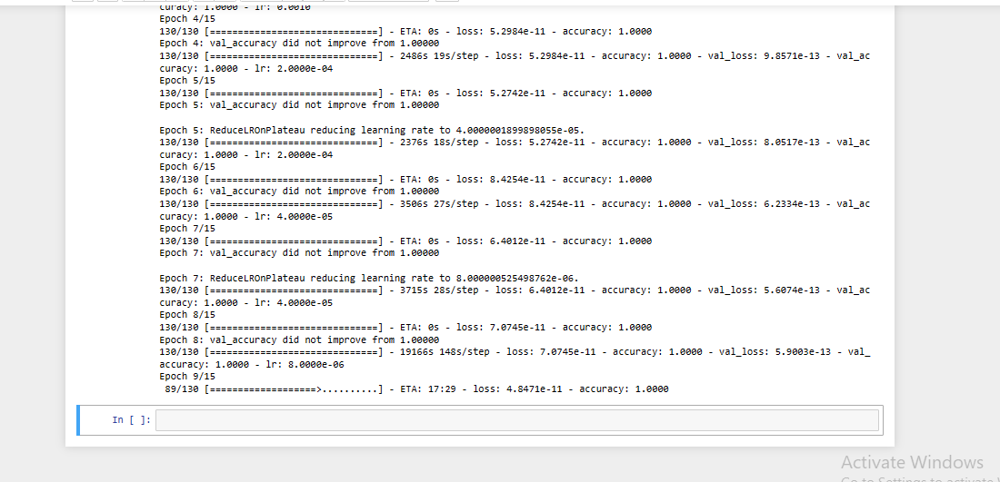 curacy: 1.0000 - lr: 0.0010
Epoch 4/15
130/130 [==============================] - ETA: 0s - loss: 5.2984e-11 - accuracy: 1.0000
Epoch 4: val_accuracy did not improve from 1.00000
130/130 [==============================] - 2486s 19s/step - loss: 5.2984e-11 - accuracy: 1.0000 - val_loss: 9.8571e-13 - val_ac
curacy: 1.0000 - lr: 2.0000e-04
Epoch 5/15
130/130 [==============================] - ETA: 0s - loss: 5.2742e-11 - accuracy: 1.0000
Epoch 5: val_accuracy did not improve from 1.00000
Epoch 5: ReduceLROnPlateau reducing learning rate to 4.0000001899898055e-05.
130/130 [==============================] - 2376s 18s/step - loss: 5.2742e-11 - accuracy: 1.0000 - val_loss: 8.0517e-13 - val_ac
curacy: 1.0000 - lr: 2.0000e-04
Epoch 6/15
130/130 [==============================] - ETA: 0s - loss: 8.4254e-11 - accuracy: 1.0000
Epoch 6: val_accuracy did not improve from 1.00000
130/130 [==============================] - 3506s 27s/step - loss: 8.4254e-11 - accuracy: 1.0000 - val_loss: 6.2334e-13 - val_ac
curacy: 1.0000 - lr: 4.0000e-05
Epoch 7/15
130/130 [==============================] - ETA: 0s - loss: 6.4012e-11 - accuracy: 1.0000
Epoch 7: val_accuracy did not improve from 1.00000
Epoch 7: ReduceLROnPlateau reducing learning rate to 8.000000525498762e-06.
130/130 [==============================] - 3715s 28s/step - loss: 6.4012e-11 - accuracy: 1.0000 - val_loss: 5.6074e-13 - val_ac
curacy: 1.0000 - lr: 4.0000e-05
Epoch 8/15
130/130 [==============================] - ETA: 0s - loss: 7.0745e-11 - accuracy: 1.0000
Epoch 8: val_accuracy did not improve from 1.00000
130/130 [==============================] - 19166s 148s/step - loss: 7.0745e-11 - accuracy: 1.0000 - val_loss: 5.9003e-13 - val_
accuracy: 1.0000 - lr: 8.0000e-06
Epoch 9/15
89/130 [===================>..........] - ETA: 17:29 - loss: 4.8471e-11 - accuracy: 1.0000
In [ ]:
Activate Windows
Go to Settings to activate